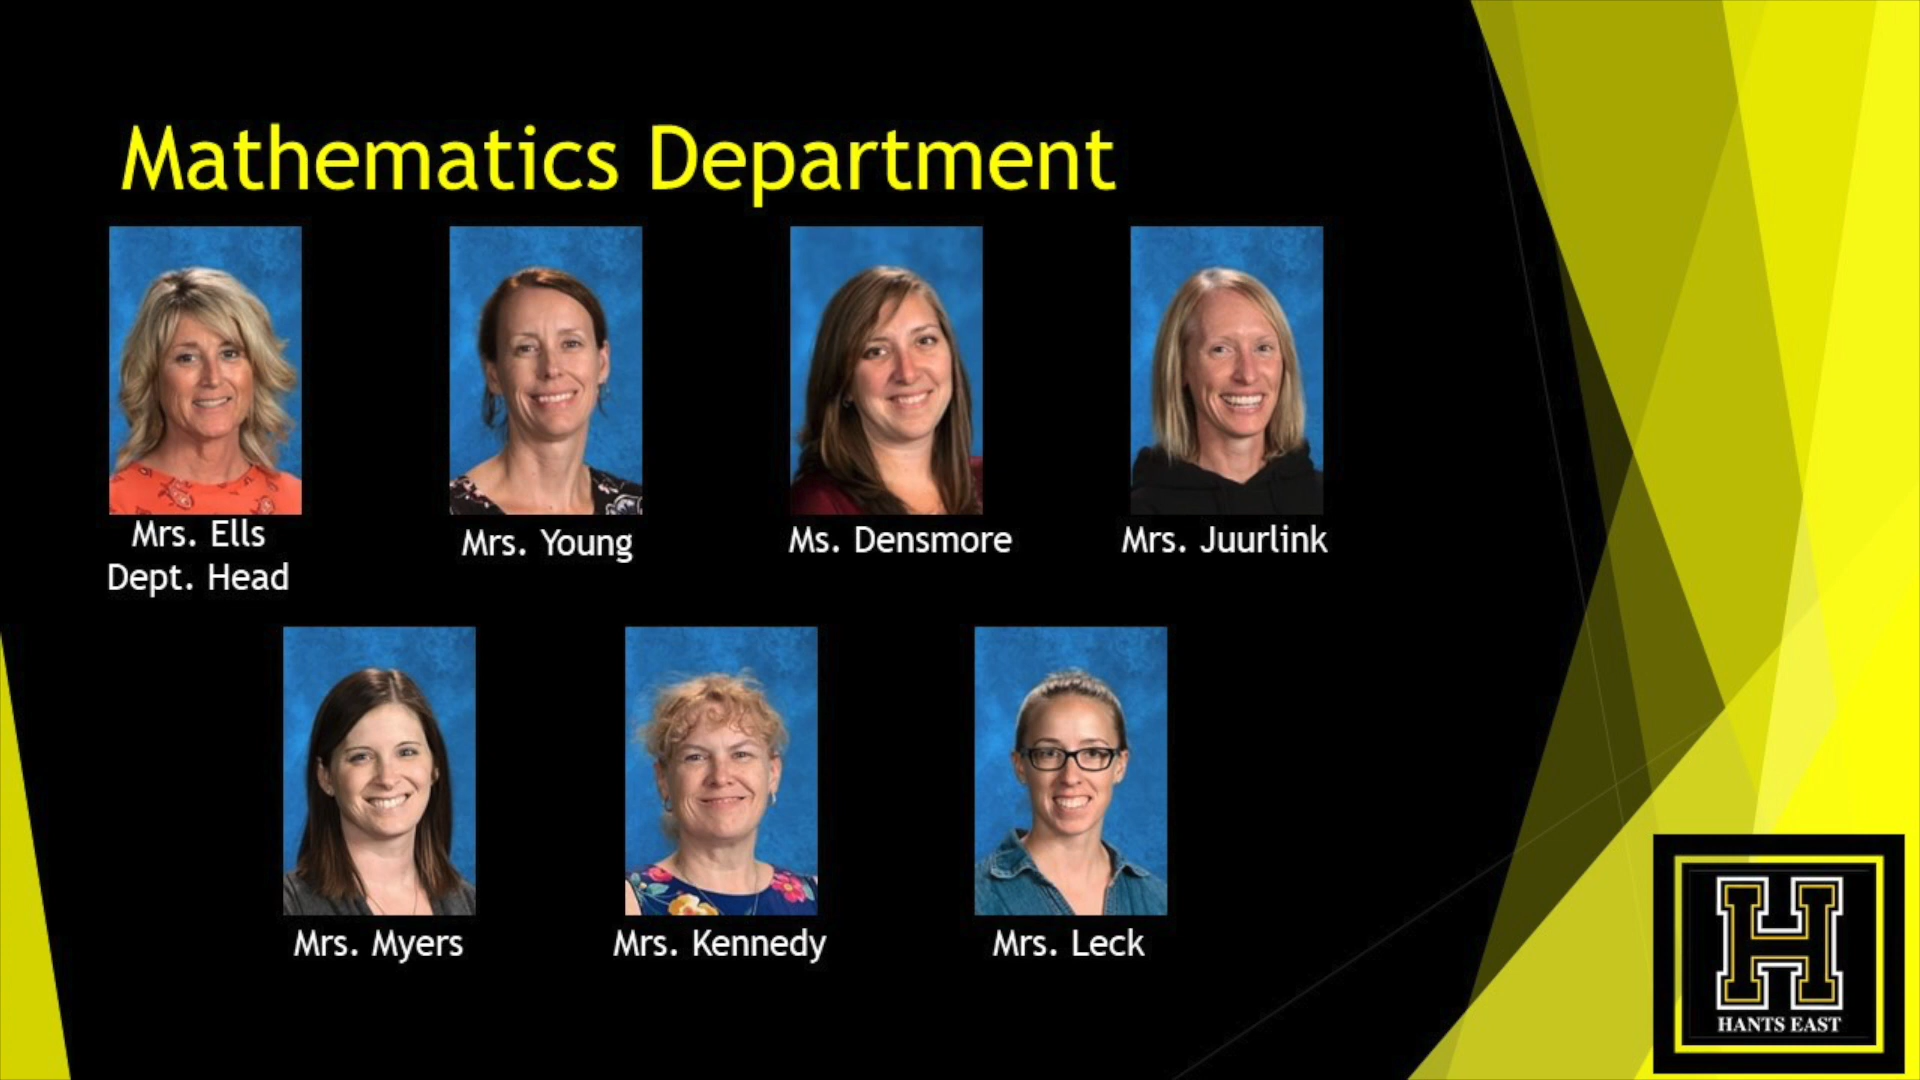 Mathematics Department
Mrs. Ells
Dept. Head
Mrs. Young
Ms. Densmore
Mrs. Juurlink
Mrs. Myers
Mrs. Kennedy
Mrs. Leck
H
HANTS EAST